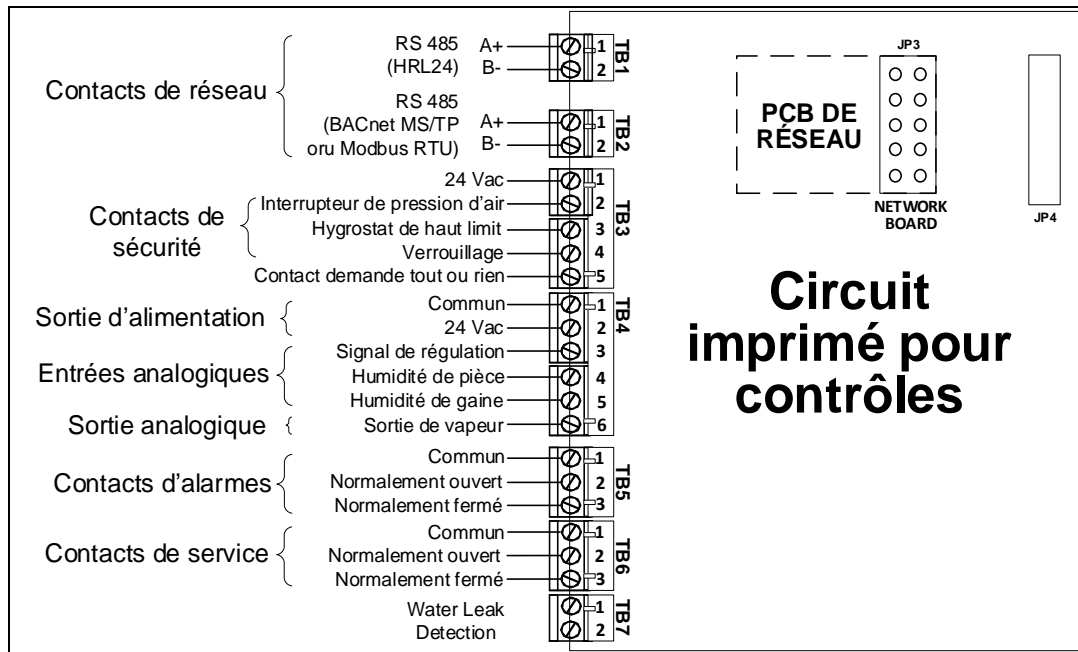 Contacts de réseau
RS 485
(HRL24)
A+
B-
1
2
TB1
RS 485
(BACnet MS/TP
oru Modbus RTU)
A+
B-
1
2
TB2
Contacts de
sécurité
24 Vac
Interrupteur de pression d'air
Hygrostat de haut limit
Verrouillage
Contact demande tout ou rien
1
2
3
4
5
TB3
Sortie d'alimentation
Entrées analogiques
Sortie analogique
Commun
24 Vac
Signal de régulation
Humidité de pièce
Humidité de gaine
Sortie de vapeur
1
2
3
4
5
6
TB4
Contacts d'alarmes
Commun
Normalement ouvert
Normalement fermé
1
2
3
TB5
Contacts de service
Commun
Normalement ouvert
Normalement fermé
1
2
3
TB6
Water Leak
Detection
1
2
TB7
PCB DE
RÉSEAU
JP3
NETWORK
BOARD
JP4
Circuit
imprimé pour
contrôles